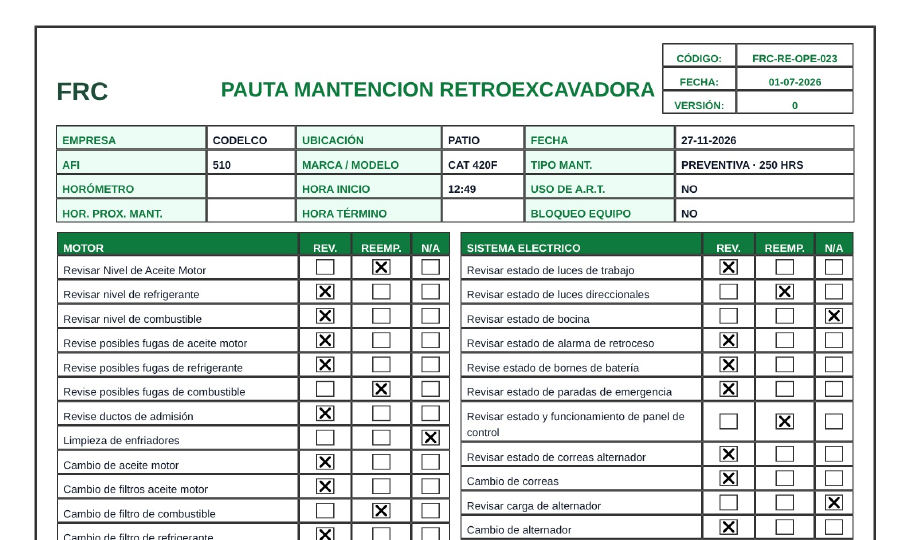 CÓDIGO: FRC-RE-OPE-023
FRC PAUTA MANTENCION RETROEXCAVADORA FECHA: 01-07-2026
VERSIÓN: 0
EMPRESA CODELCO UBICACIÓN PATIO FECHA 27-11-2026
AFI 510 MARCA / MODELO CAT 420F TIPO MANT. PREVENTIVA · 250 HRS
HORÓMETRO HORA INICIO 12:49 USO DE A.R.T. NO
HOR. PROX. MANT. HORA TÉRMINO BLOQUEO EQUIPO NO
MOTOR REV. REEMP. N/A
Revisar Nivel de Aceite Motor
Revisar nivel de refrigerante
Revisar nivel de combustible
Revise posibles fugas de aceite motor
Revise posibles fugas de refrigerante
Revise posibles fugas de combustible
Revise ductos de admisión
Limpieza de enfriadores
Cambio de aceite motor
Cambio de filtros aceite motor
Cambio de filtro de combustible
Cambio de filtro de refrigerante
SISTEMA ELECTRICO REV. REEMP. N/A
Revisar estado de luces de trabajo
Revisar estado de luces direccionales
Revisar estado de bocina
Revisar estado de alarma de retroceso
Revise estado de bornes de batería
Revisar estado de paradas de emergencia
Revisar estado y funcionamiento de panel de
control
Revisar estado de correas alternador
Cambio de correas
Revisar carga de alternador
Cambio de alternador